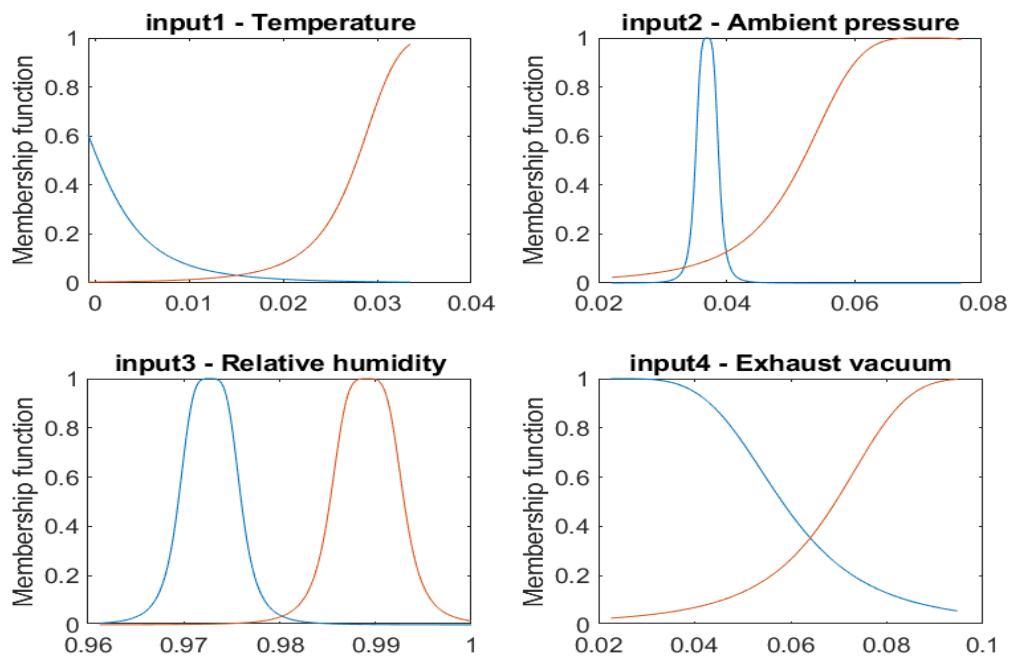 input1 - Temperature
Membership function
1
0.8
0.6
0.4
0.2
0
0 0.01 0.02 0.03 0.04
input2 - Ambient pressure
Membership function
1
0.8
0.6
0.4
0.2
0
0.02 0.04 0.06 0.08
input3 - Relative humidity
Membership function
1
0.8
0.6
0.4
0.2
0
0.96 0.97 0.98 0.99 1
input4 - Exhaust vacuum
Membership function
1
0.8
0.6
0.4
0.2
0
0.02 0.04 0.06 0.08 0.1